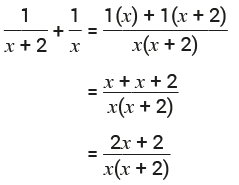 1/(x + 2) + 1/x = (1(x) + 1(x + 2))/(x(x + 2))
= (x + x + 2)/(x(x + 2))
= (2x + 2)/(x(x + 2))